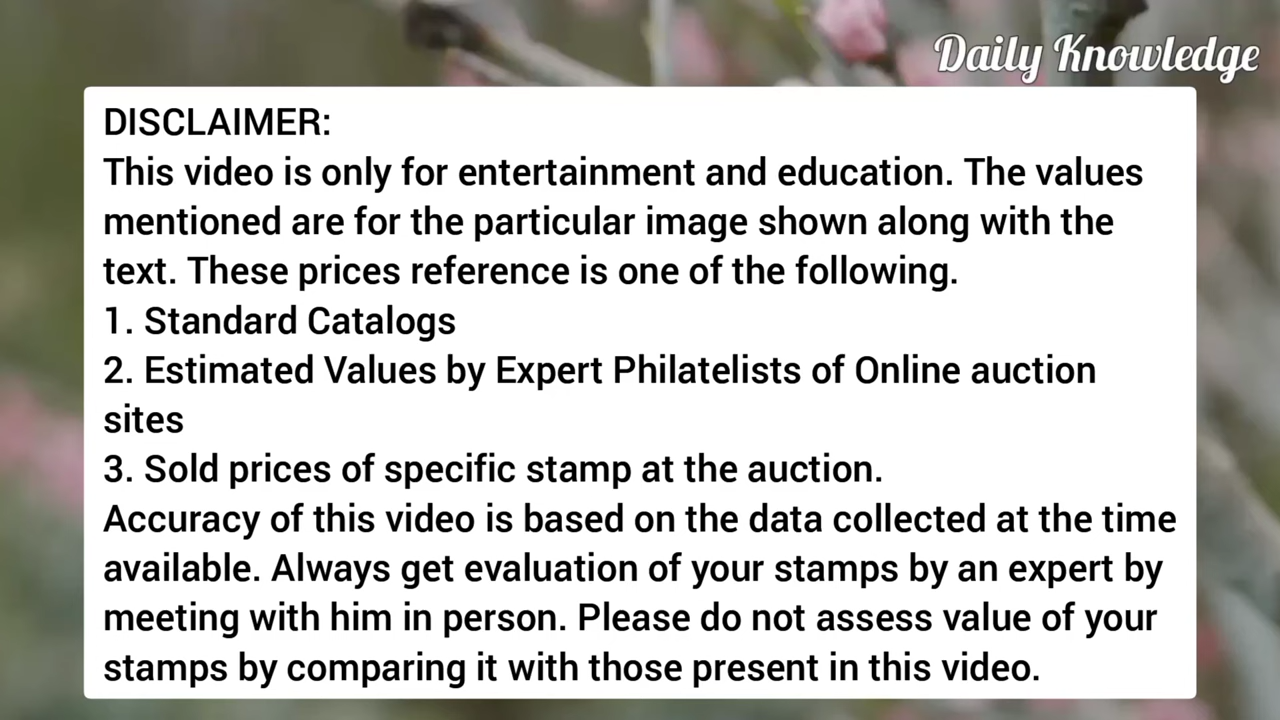 Daily Knowledge
DISCLAIMER:
This video is only for entertainment and education. The values
mentioned are for the particular image shown along with the
text. These prices reference is one of the following.
1. Standard Catalogs
2. Estimated Values by Expert Philatelists of Online auction
sites
3. Sold prices of specific stamp at the auction.
Accuracy of this video is based on the data collected at the time
available. Always get evaluation of your stamps by an expert by
meeting with him in person. Please do not assess value of your
stamps by comparing it with those present in this video.